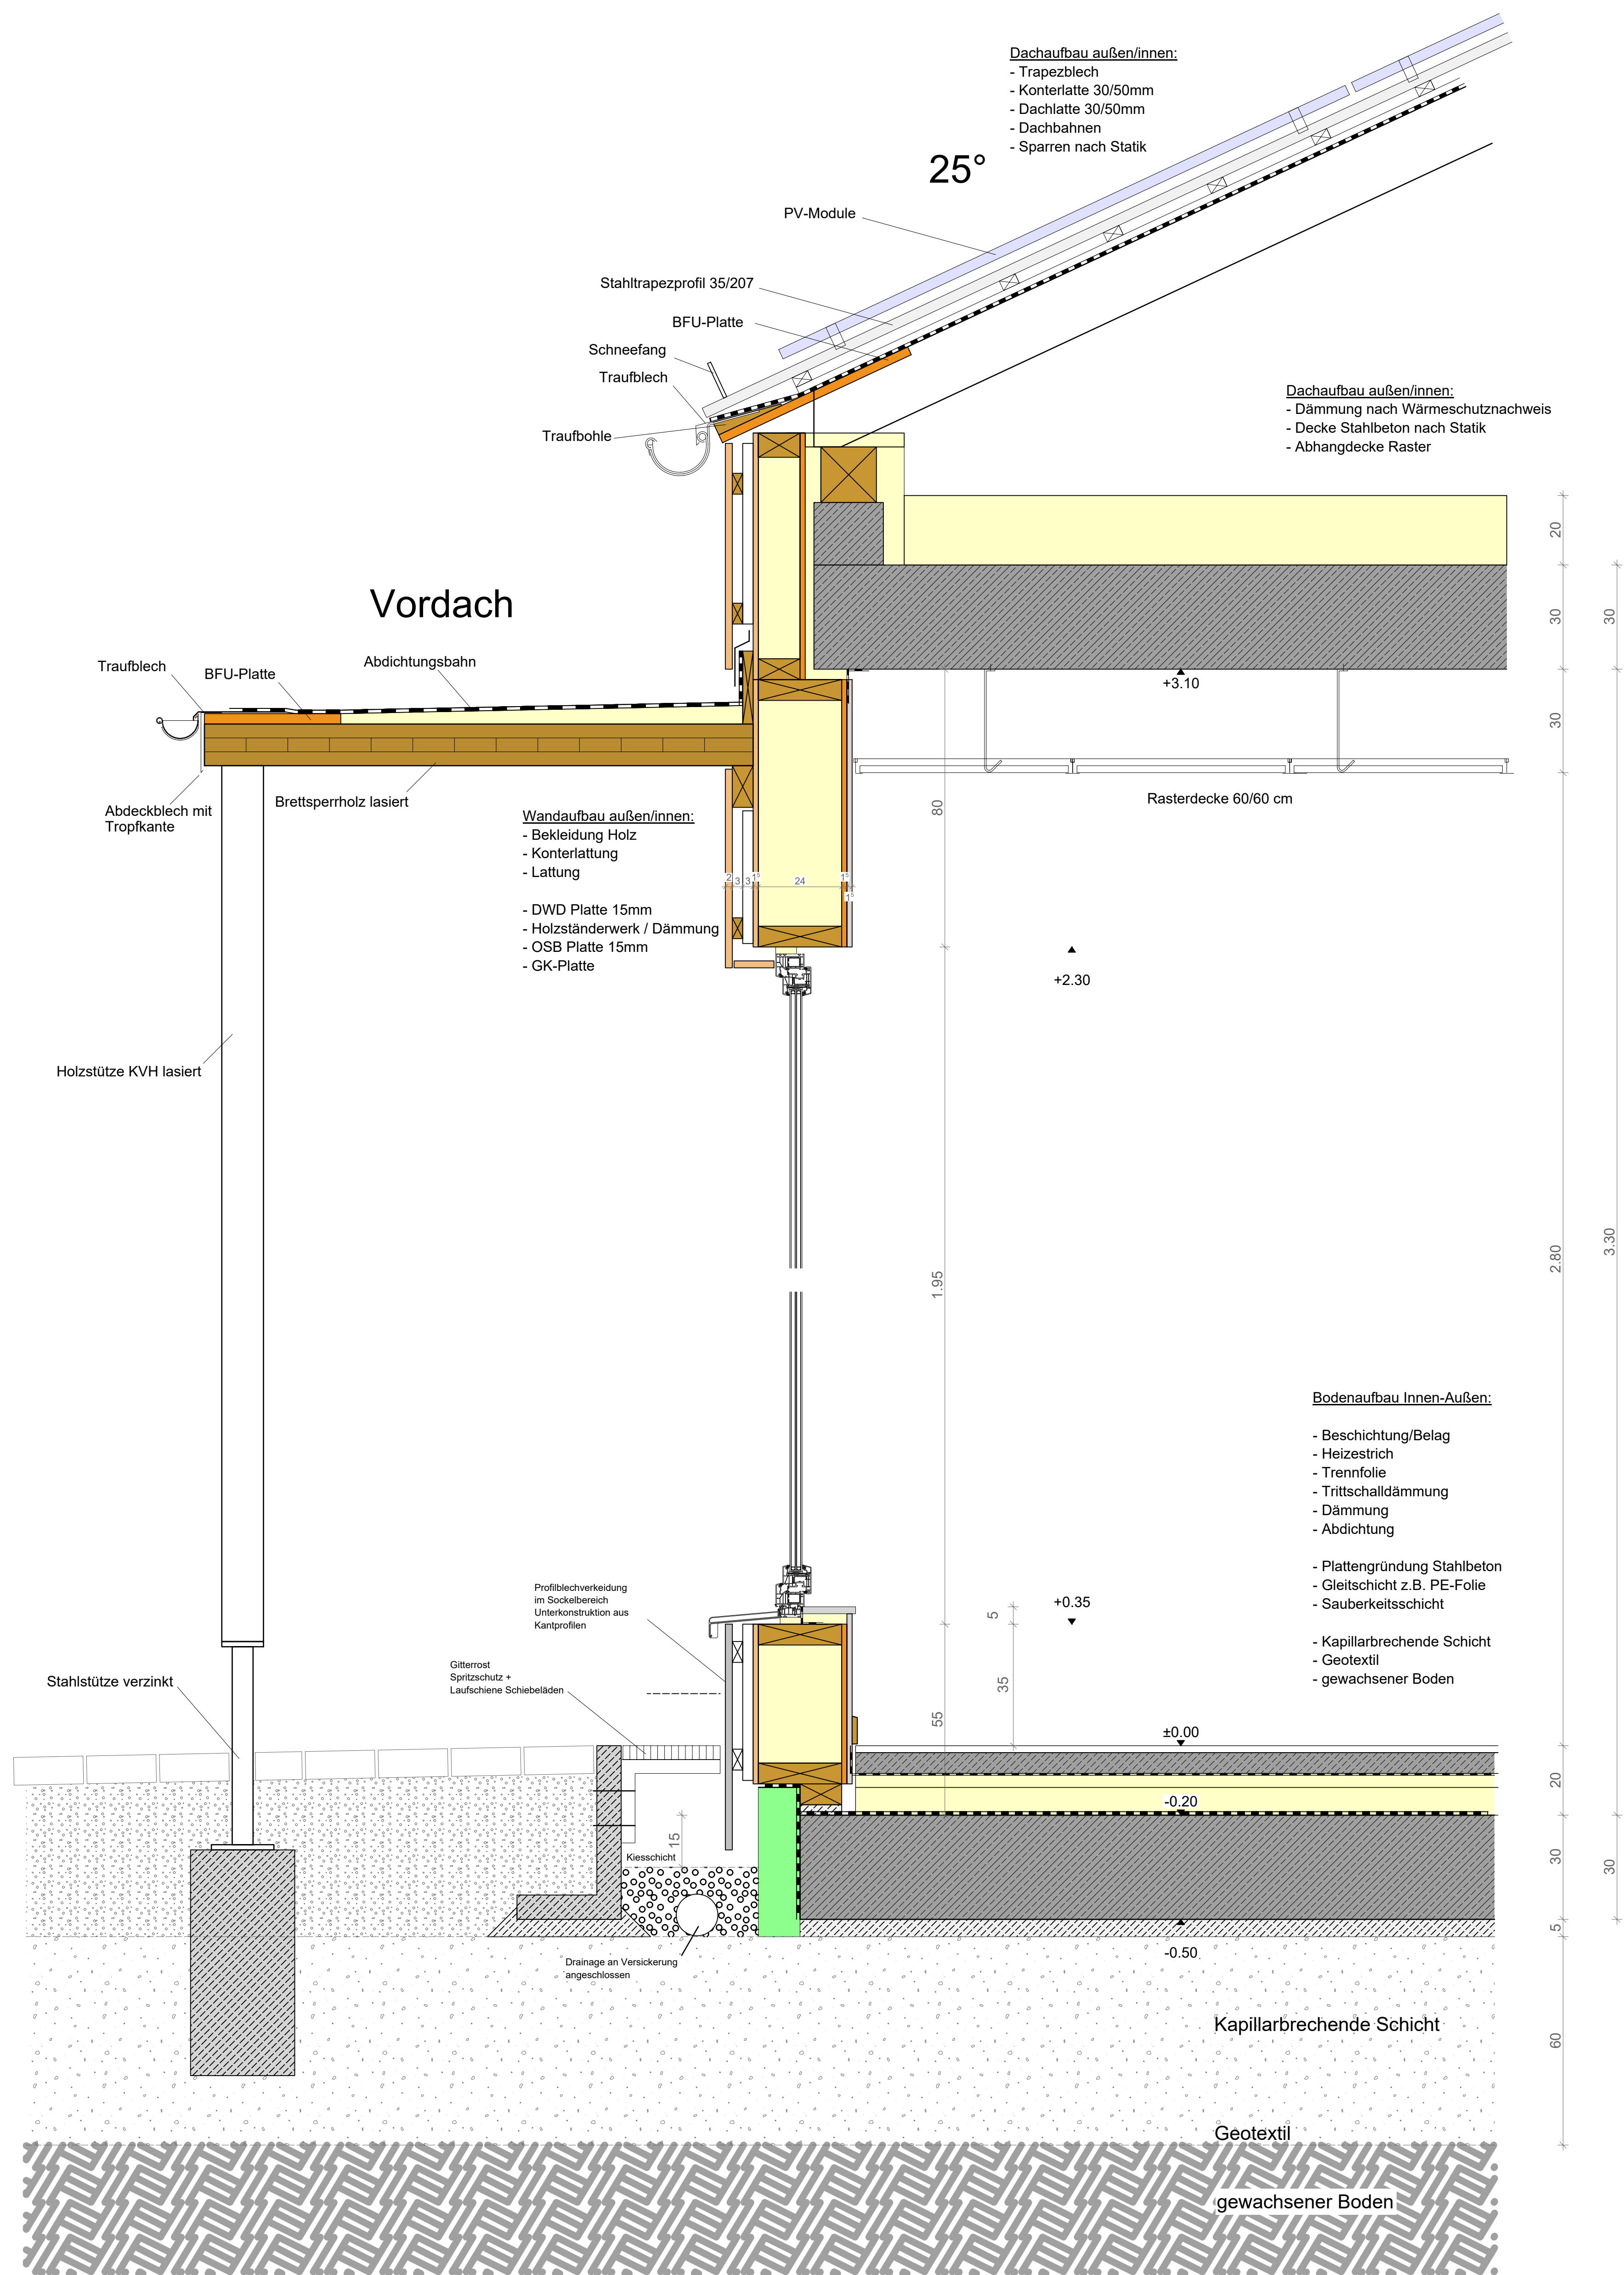 Dachaufbau außen/innen:
- Trapezblech
- Konterlatte 30/50mm
- Dachlatte 30/50mm
- Dachbahnen
- Sparren nach Statik
25°
PV-Module
Stahltrapezprofil 35/207
BFU-Platte
Schneefang
Traufblech
Traufbohle
Dachaufbau außen/innen:
- Dämmung nach Wärmeschutznachweis
- Decke Stahlbeton nach Statik
- Abhangdecke Raster
20
30
30
30
Vordach
Traufblech
BFU-Platte
Abdichtungsbahn
+3.10
Abdeckblech mit
Tropfkante
Brettsperrholz lasiert
Rasterdecke 60/60 cm
80
Wandaufbau außen/innen:
- Bekleidung Holz
- Konterlattung
- Lattung
- DWD Platte 15mm
- Holzständerwerk / Dämmung
- OSB Platte 15mm
- GK-Platte
2
3
3
1⁵
24
1⁵
1⁵
+2.30
Holzstütze KVH lasiert
1.95
2.80
3.30
Bodenaufbau Innen-Außen:
- Beschichtung/Belag
- Heizestrich
- Trennfolie
- Trittschalldämmung
- Dämmung
- Abdichtung
- Plattengründung Stahlbeton
- Gleitschicht z.B. PE-Folie
- Sauberkeitsschicht
- Kapillarbrechende Schicht
- Geotextil
- gewachsener Boden
Profilblechverkeidung
im Sockelbereich
Unterkonstruktion aus
Kantprofilen
5
+0.35
Gitterrost
Spritzschutz +
Laufschiene Schiebeläden
Stahlstütze verzinkt
35
55
±0.00
20
-0.20
15
Kiesschicht
30
30
5
Drainage an Versickerung
angeschlossen
-0.50
Kapillarbrechende Schicht
60
Geotextil
gewachsener Boden